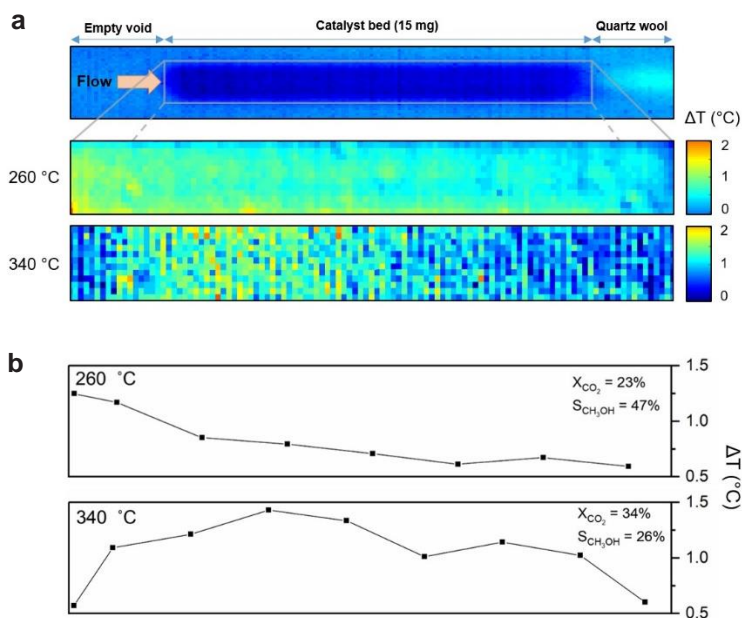 a
Empty void Catalyst bed (15 mg) Quartz wool
Flow
ΔT (°C)
260 °C
2
1
0
340 °C
2
1
0
b
260 °C
X_CO₂ = 23%
S_CH₃OH = 47%
1.5
1.0
0.5
340 °C
X_CO₂ = 34%
S_CH₃OH = 26%
1.5
1.0
0.5
ΔT (°C)